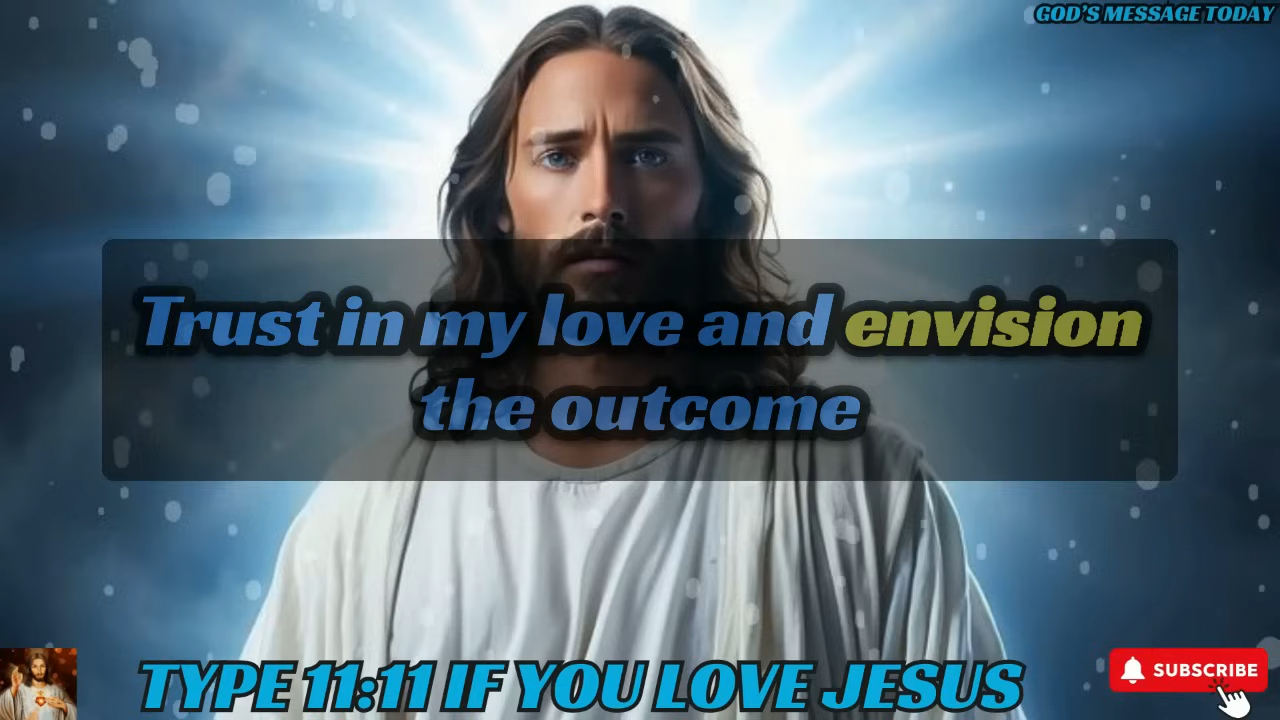 GOD'S MESSAGE TODAY
Trust in my love and envision
the outcome
TYPE 11:11 IF YOU LOVE JESUS
SUBSCRIBE